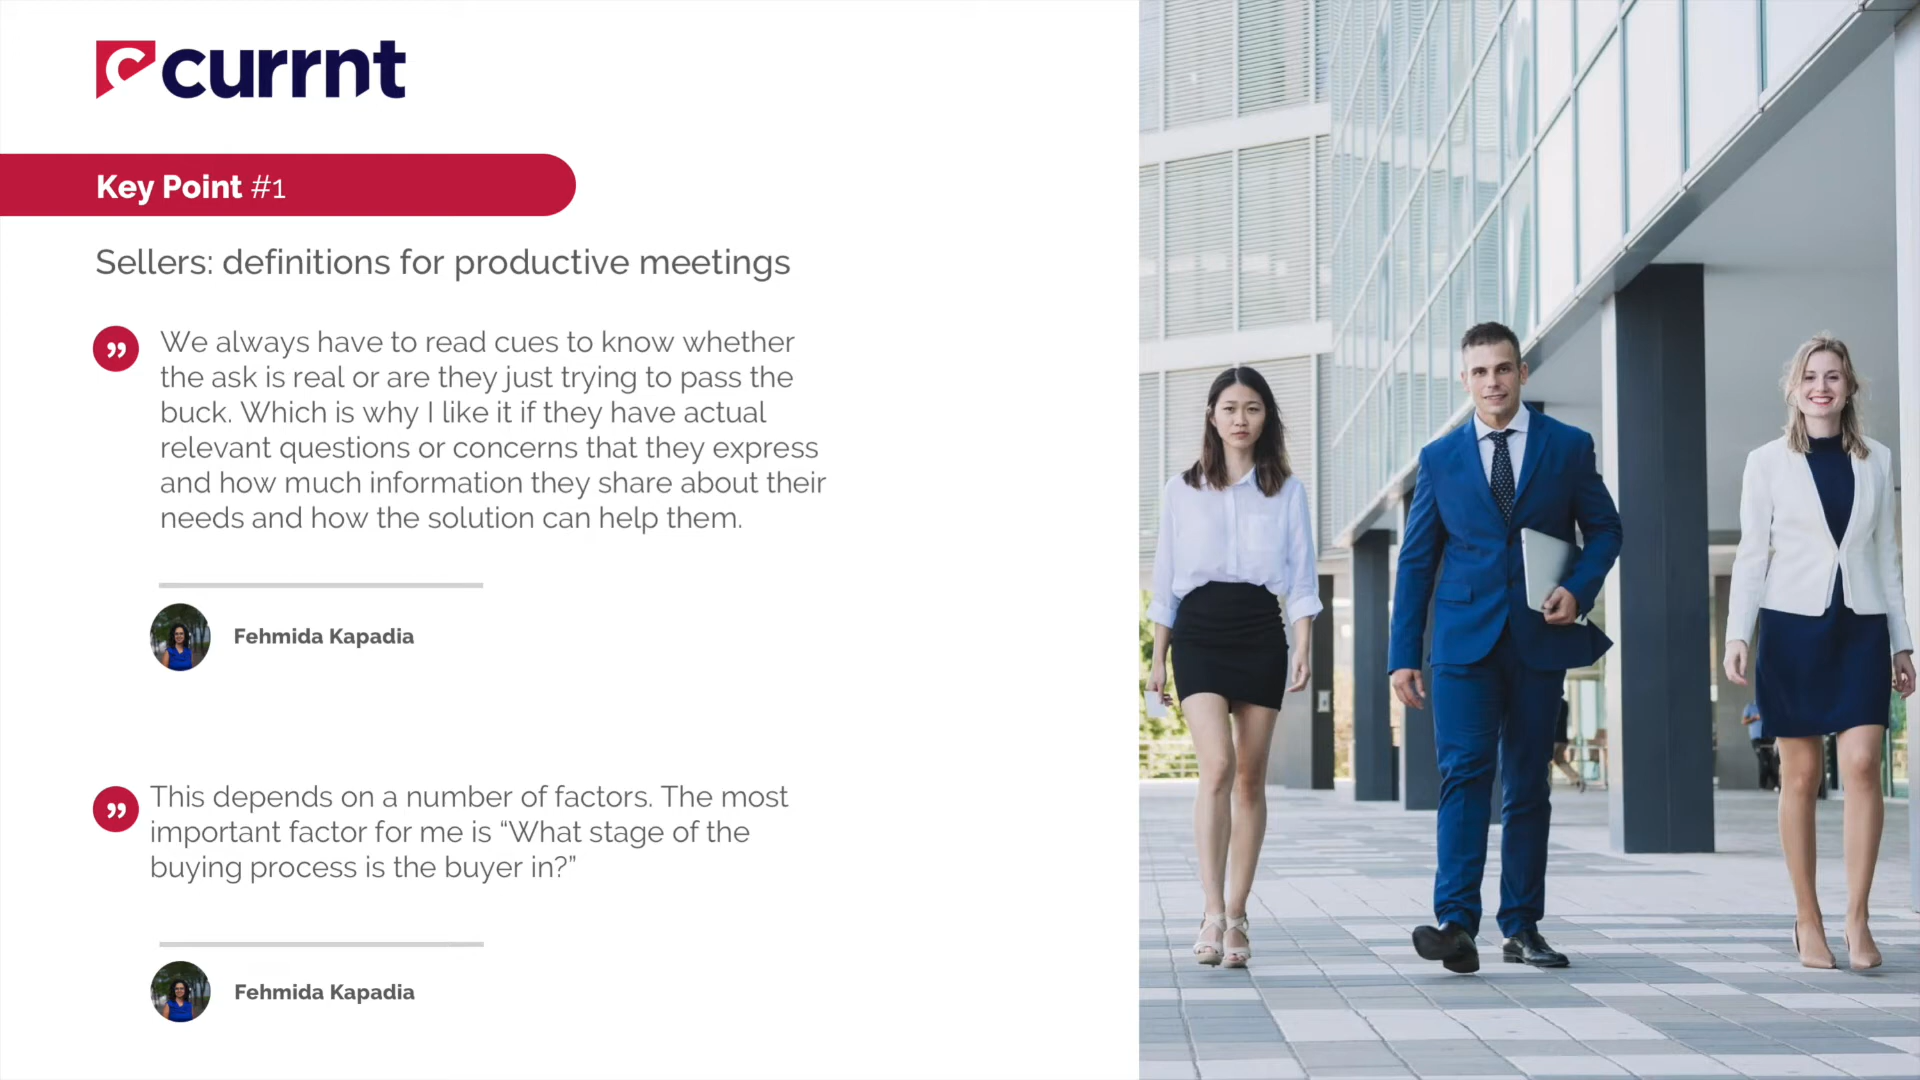 currnt
Key Point #1
Sellers: definitions for productive meetings
We always have to read cues to know whether
the ask is real or are they just trying to pass the
buck. Which is why I like it if they have actual
relevant questions or concerns that they express
and how much information they share about their
needs and how the solution can help them.
Fehmida Kapadia
This depends on a number of factors. The most
important factor for me is “What stage of the
buying process is the buyer in?”
Fehmida Kapadia